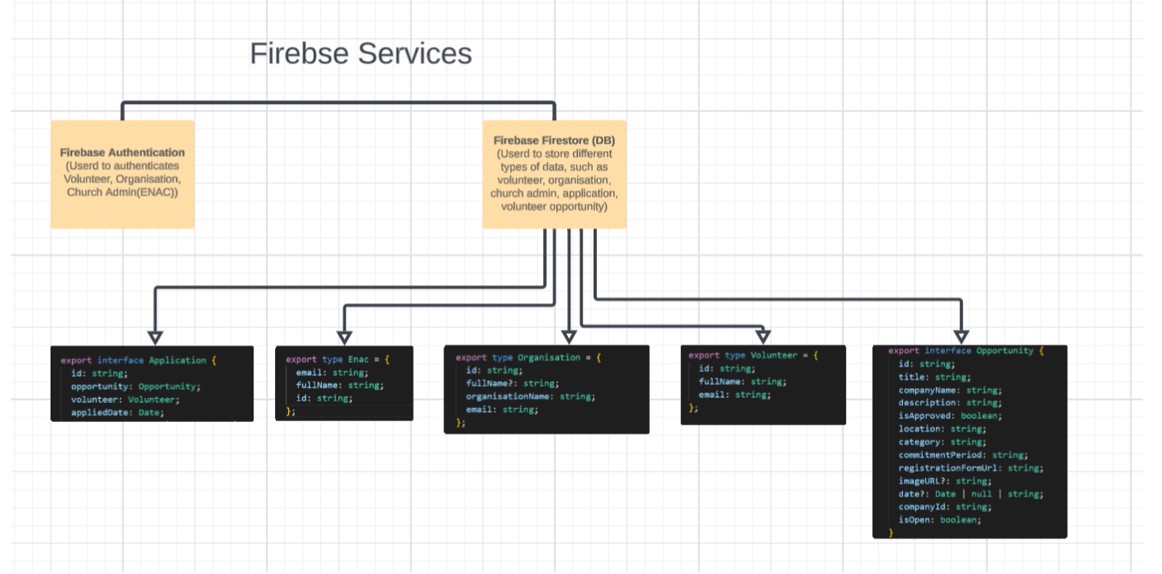 Firebse Services
Firebase Authentication
(Userd to authenticates
Volunteer, Organisation,
Church Admin(ENAC))
Firebase Firestore (DB)
(Userd to store different
types of data, such as
volunteer, organisation,
church admin, application,
volunteer opportunity)
export interface Application {
id: string;
opportunity: Opportunity;
volunteer: Volunteer;
appliedDate: Date;
export type Enac = {
email: string;
fullName: string;
id: string;
};
export type Organisation = {
id: string;
fullName?: string;
organisationName: string;
email: string;
};
export type Volunteer = {
id: string;
fullName: string;
email: string;
};
export interface Opportunity {
id: string;
title: string;
companyName: string;
description: string;
isApproved: boolean;
location: string;
category: string;
commitmentPeriod: string;
registrationFormUrl: string;
imageURL?: string;
date?: Date | null | string;
companyId: string;
isOpen: boolean;
}